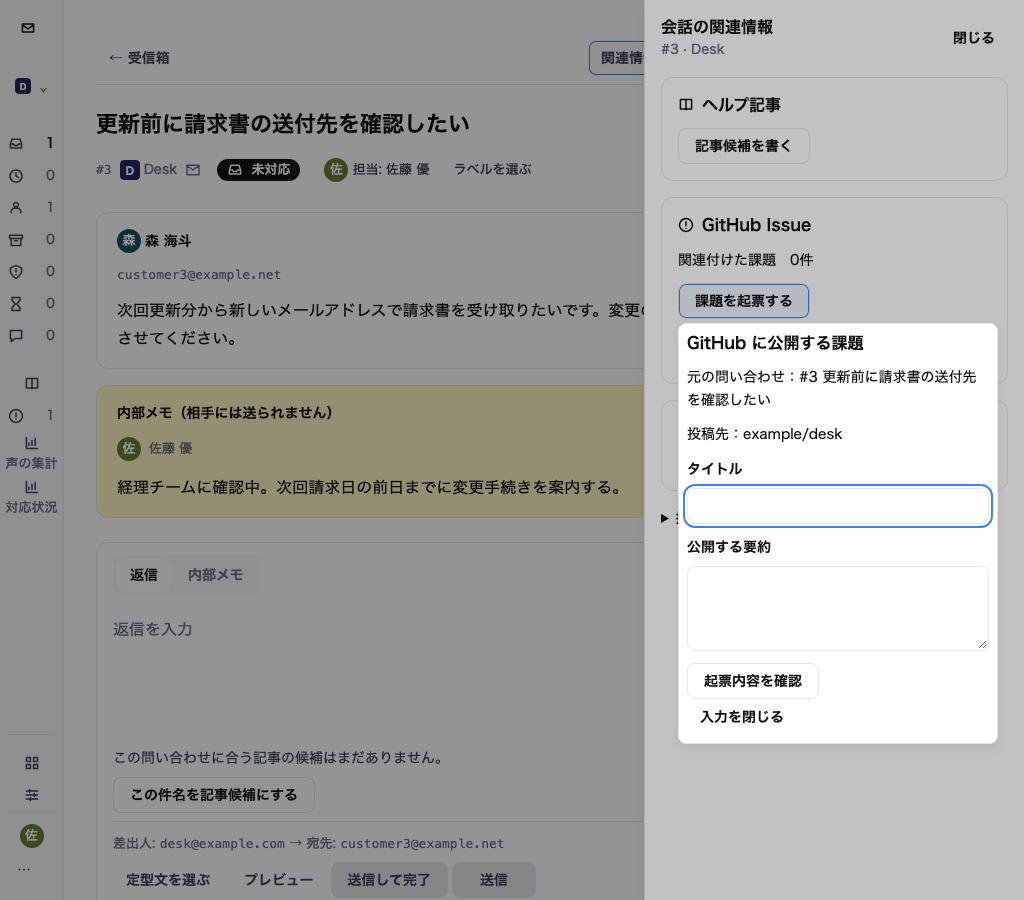 D
1
0
1
0
0
0
0
1
声の集計
対応状況
佐
…
← 受信箱
関連情
更新前に請求書の送付先を確認したい
#3 D Desk 未対応 佐 担当: 佐藤 優 ラベルを選ぶ
森 森 海斗
customer3@example.net
次回更新分から新しいメールアドレスで請求書を受け取りたいです。変更
させてください。
内部メモ（相手には送られません）
佐 佐藤 優
経理チームに確認中。次回請求日の前日までに変更手続きを案内する。
返信 内部メモ
返信を入力
この問い合わせに合う記事の候補はまだありません。
この件名を記事候補にする
差出人: desk@example.com → 宛先: customer3@example.net
定型文を選ぶ プレビュー 送信して完了 送信
会話の関連情報
#3 · Desk
閉じる
ヘルプ記事
記事候補を書く
GitHub Issue
関連付けた課題 0件
課題を起票する
GitHub に公開する課題
元の問い合わせ：#3 更新前に請求書の送付先
を確認したい
投稿先：example/desk
タイトル
公開する要約
起票内容を確認
入力を閉じる